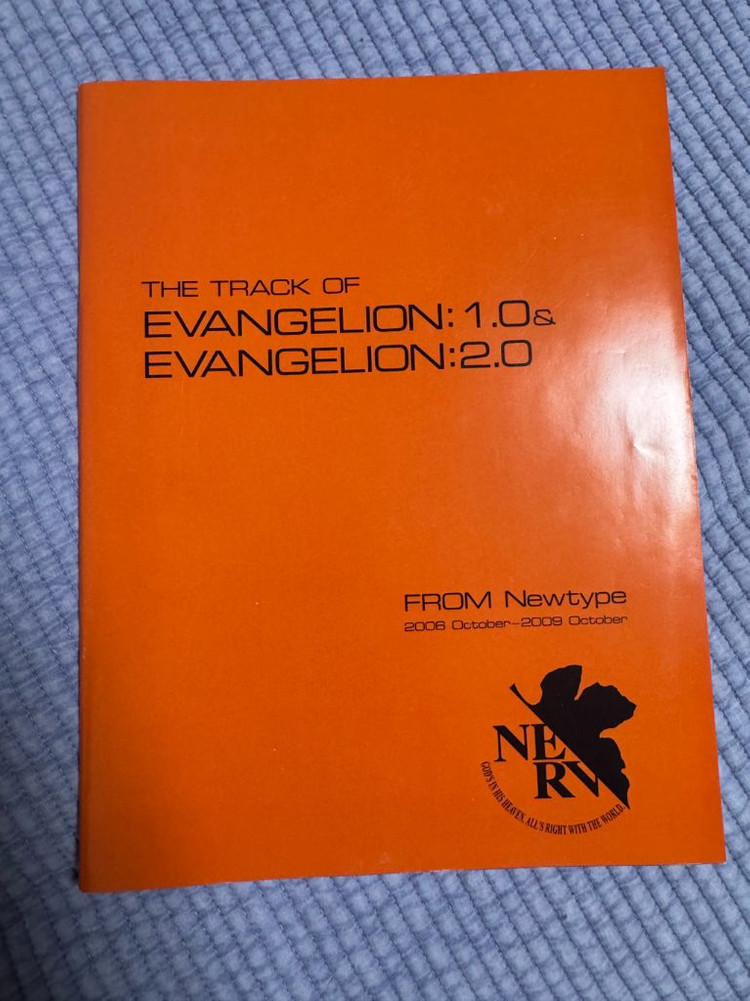 THE TRACK OF
EVANGELION: 1.0&
EVANGELION:2.0
FROM Newtype
2006 October-2009 October
NERV
GOD'S IN HIS HEAVEN. ALL'S RIGHT WITH THE WORLD.